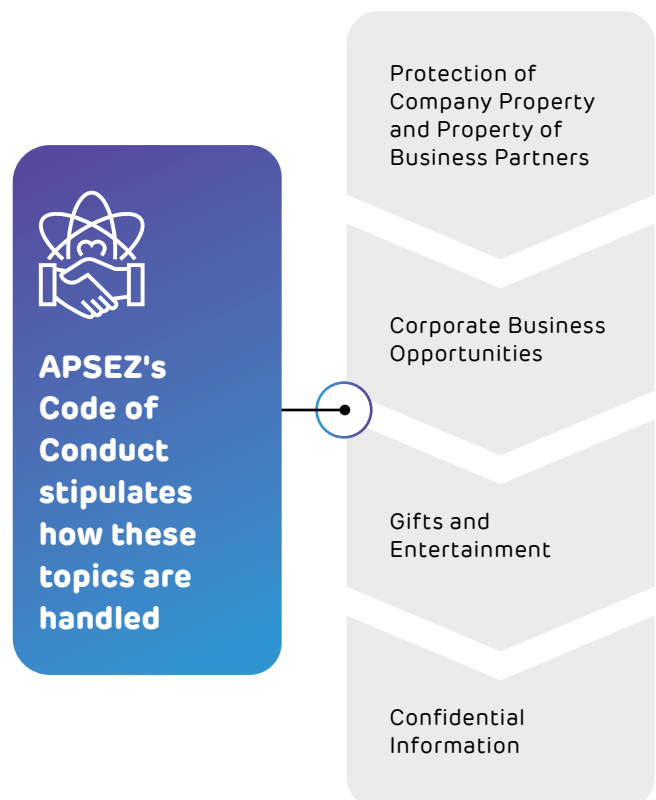 APSEZ's
Code of
Conduct
stipulates
how these
topics are
handled
Protection of
Company Property
and Property of
Business Partners
Corporate Business
Opportunities
Gifts and
Entertainment
Confidential
Information